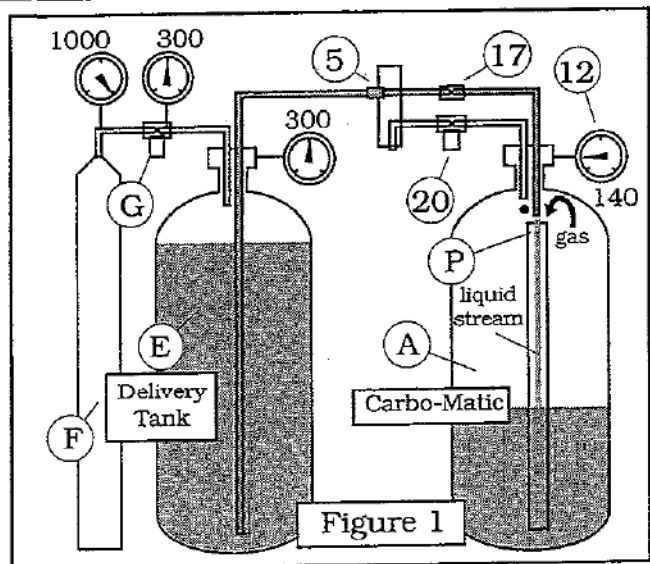 1000
300
5
17
12
300
G
20
140
P
gas
E
liquid
stream
A
Delivery
Tank
Carbo-Matic
F
Figure 1